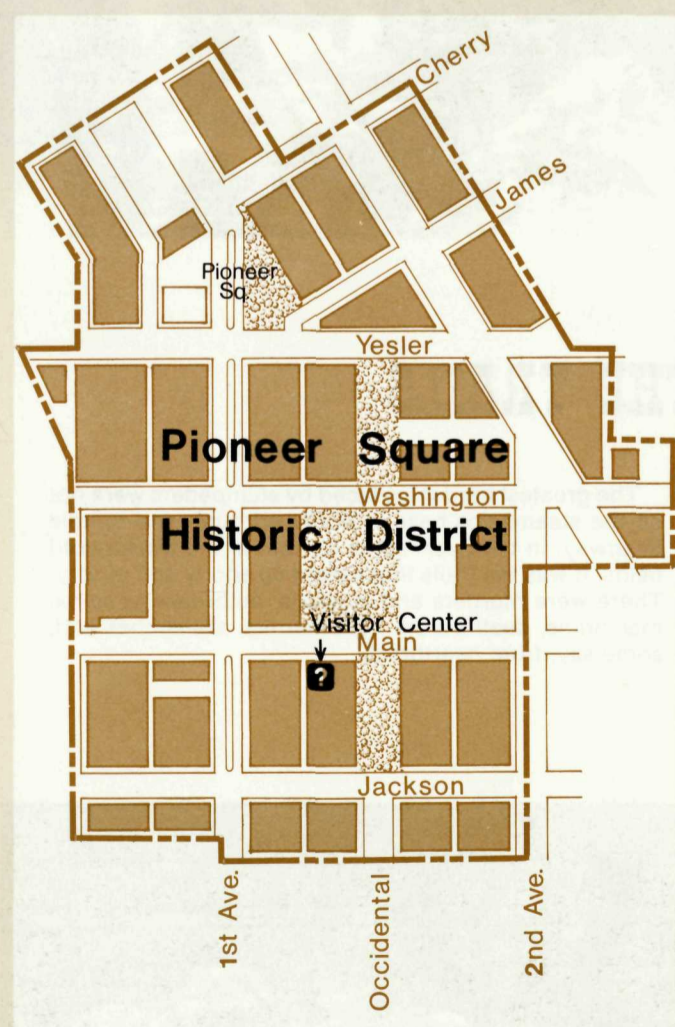 Cherry
James
Pioneer
Sq.
Yesler
Pioneer Square
Washington
Historic District
Visitor Center
Main
?
Jackson
1st Ave.
Occidental
2nd Ave.